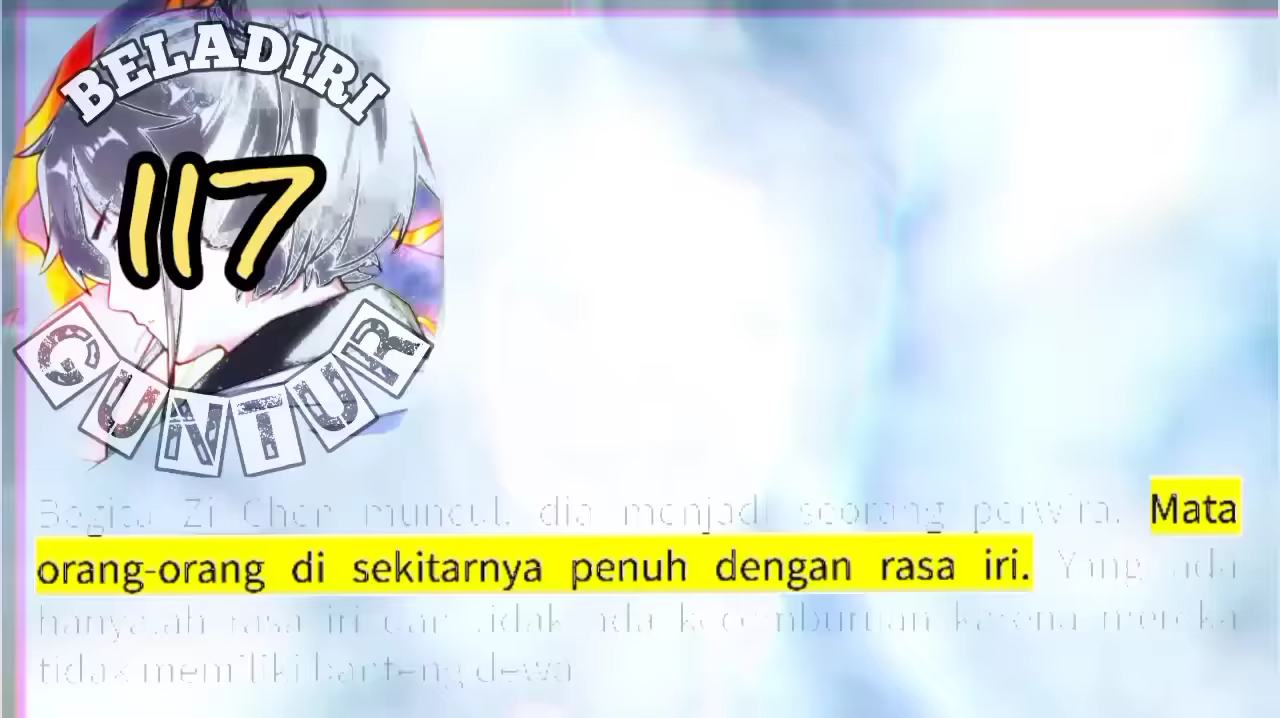 BELADIRI
117
GUNTUR
Begitu Zi Chen muncul, dia menjadi seorang perwira. Mata
orang-orang di sekitarnya penuh dengan rasa iri. Yang ada
hanyalah rasa iri dan tidak ada kecemburuan karena mereka
tidak memiliki banteng dewa